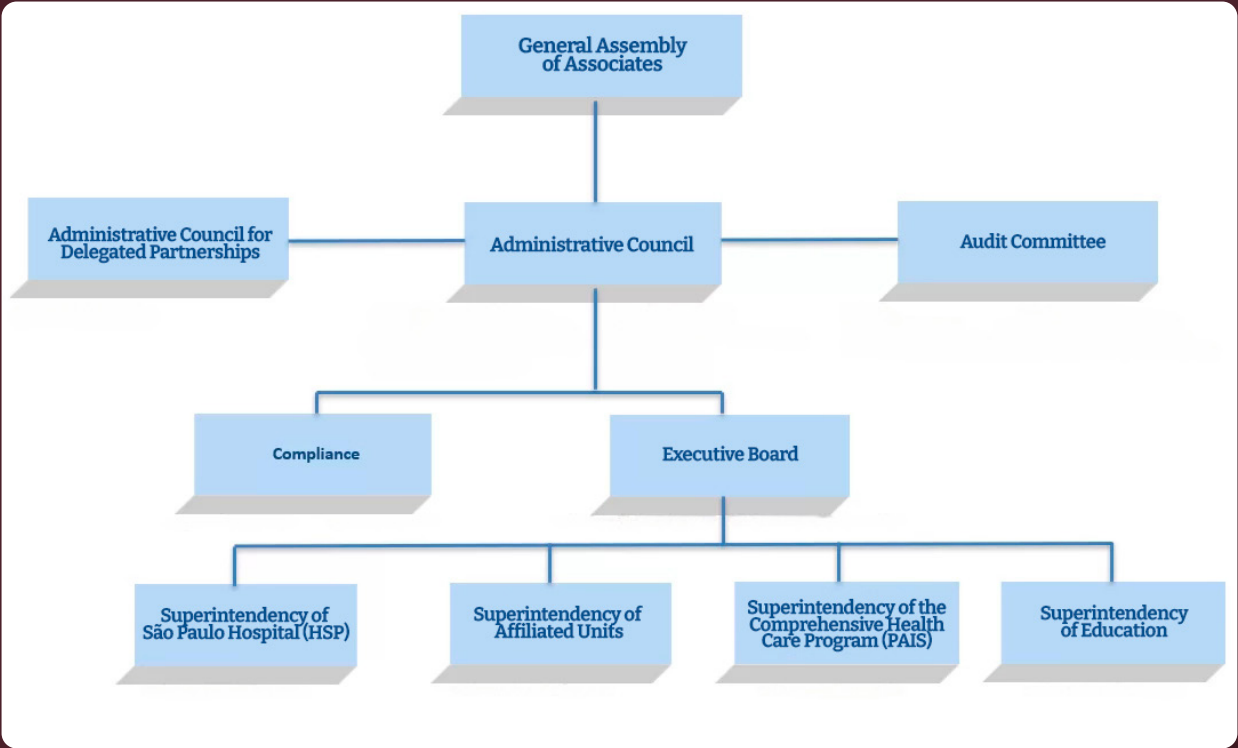 General Assembly
of Associates
Administrative Council for
Delegated Partnerships
Administrative Council
Audit Committee
Compliance
Executive Board
Superintendency of
São Paulo Hospital (HSP)
Superintendency of
Affiliated Units
Superintendency of the
Comprehensive Health
Care Program (PAIS)
Superintendency
of Education